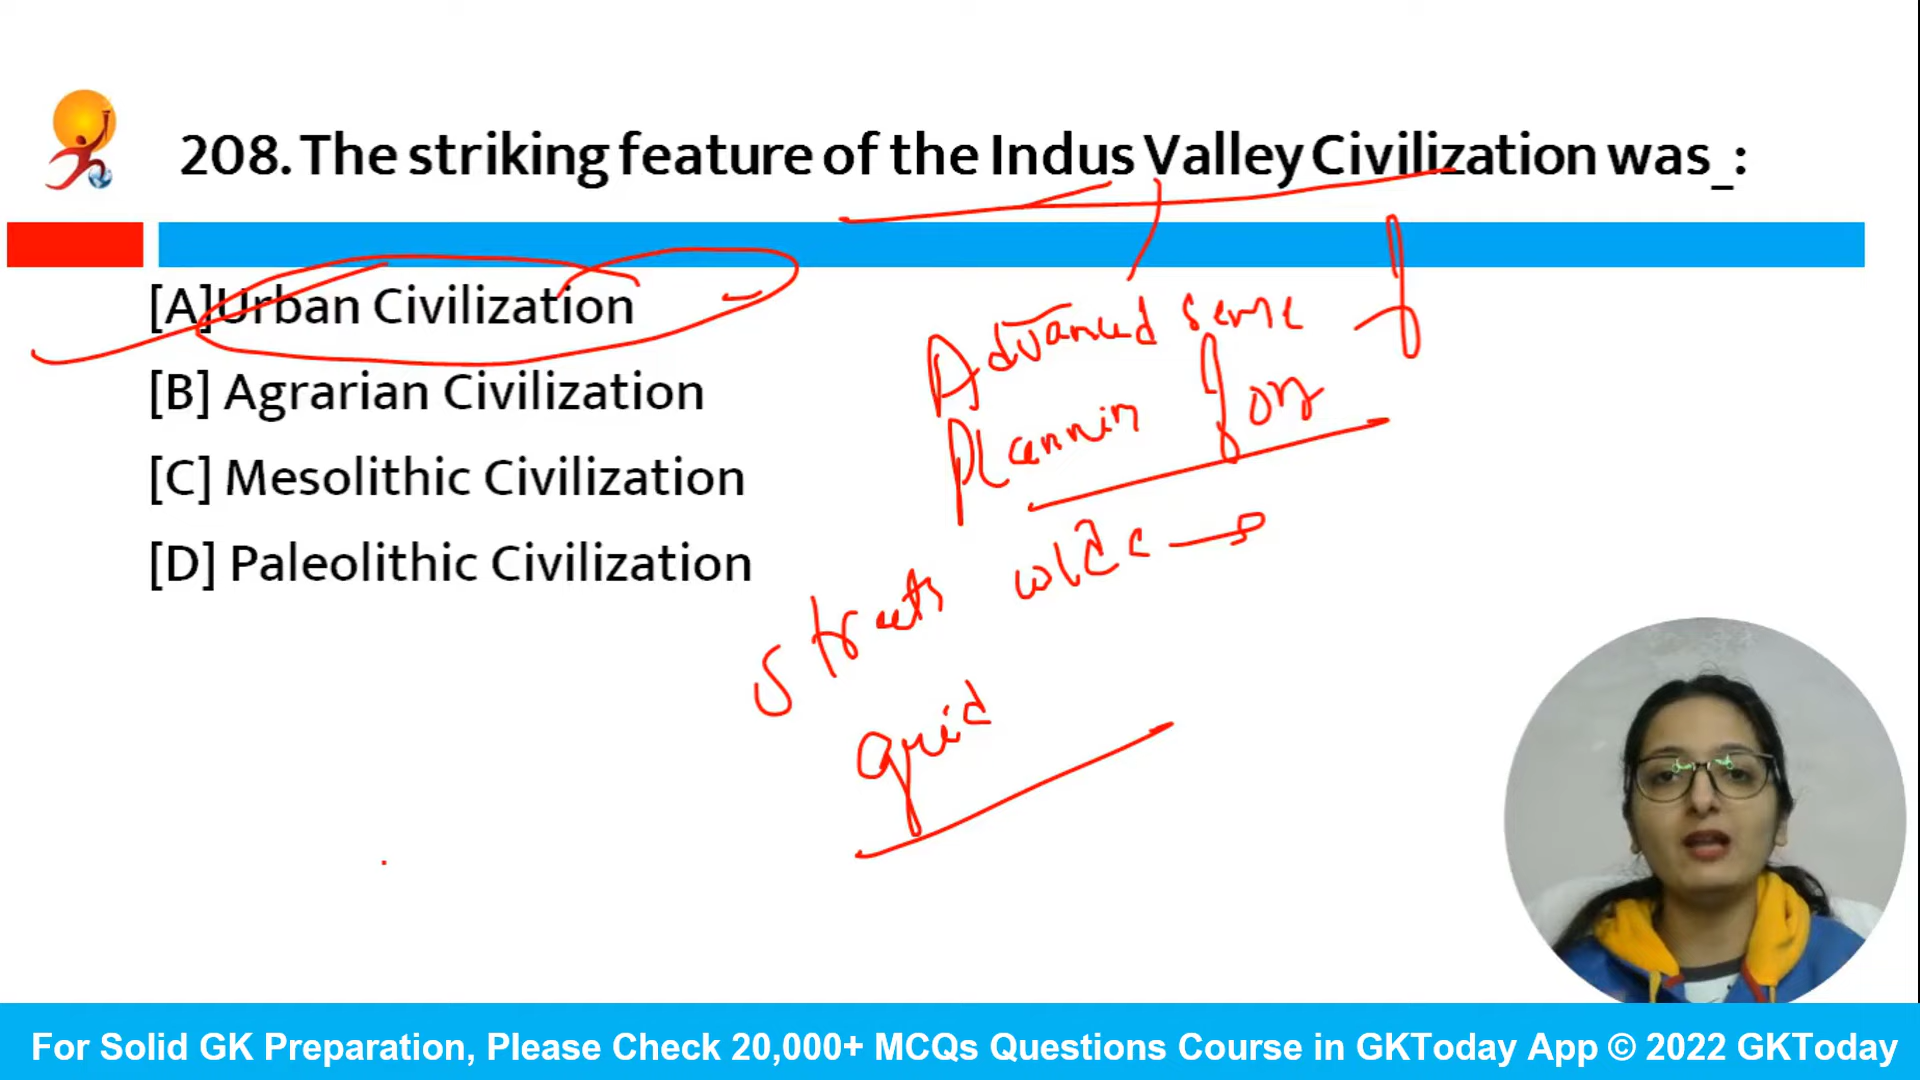 208. The striking feature of the Indus Valley Civilization was_:
[A]Urban Civilization
[B] Agrarian Civilization
[C] Mesolithic Civilization
[D] Paleolithic Civilization
Advanced sense of
Plannin for
Streets wide
grid
For Solid GK Preparation, Please Check 20,000+ MCQs Questions Course in GKToday App © 2022 GKToday